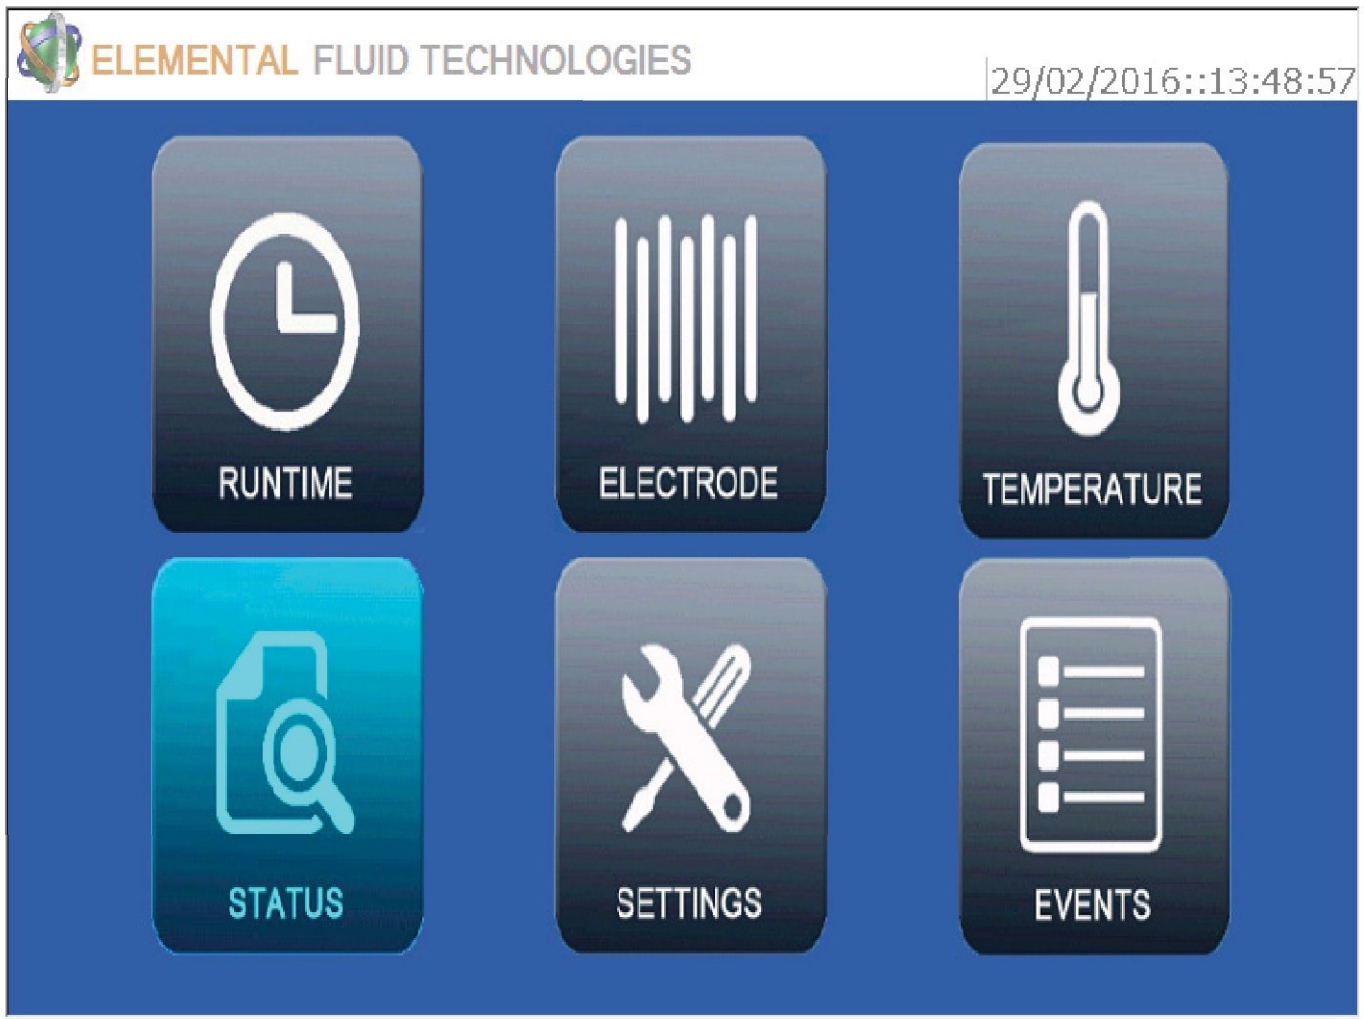 ELEMENTAL FLUID TECHNOLOGIES
29/02/2016::13:48:57
RUNTIME
ELECTRODE
TEMPERATURE
STATUS
SETTINGS
EVENTS